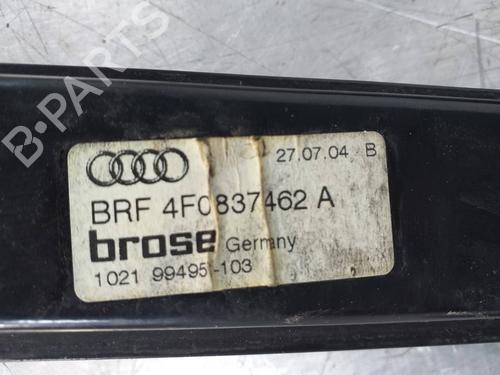 B-PARTS
27.07.04 B
BRF 4F0837462 A
brose Germany
1021 99495-103